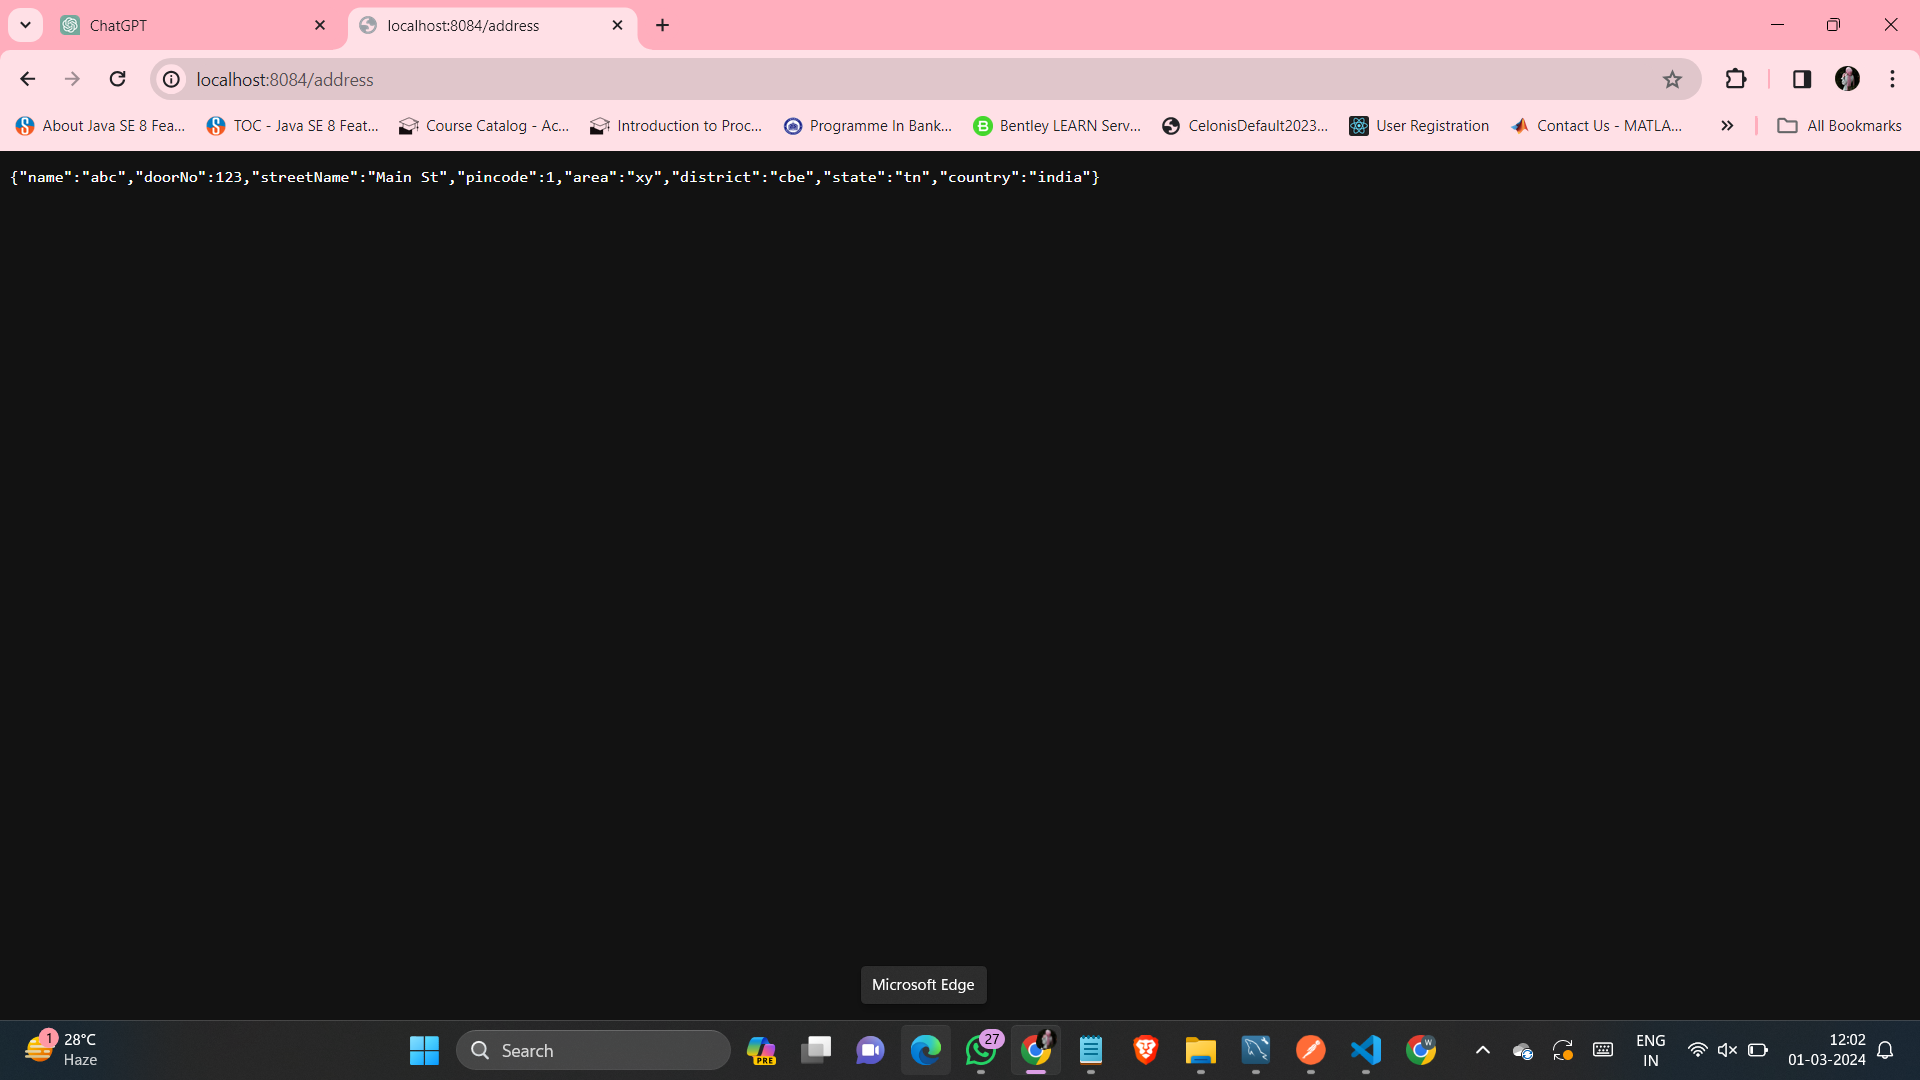 ChatGPT
localhost:8084/address
localhost:8084/address
About Java SE 8 Fea...
TOC - Java SE 8 Feat...
Course Catalog - Ac...
Introduction to Proc...
Programme In Bank...
Bentley LEARN Serv...
CelonisDefault2023...
User Registration
Contact Us - MATLA...
All Bookmarks
{"name":"abc","doorNo":123,"streetName":"Main St","pincode":1,"area":"xy","district":"cbe","state":"tn","country":"india"}
Microsoft Edge
1
28°C
Haze
Search
PRE
27
W
ENG
IN
12:02
01-03-2024